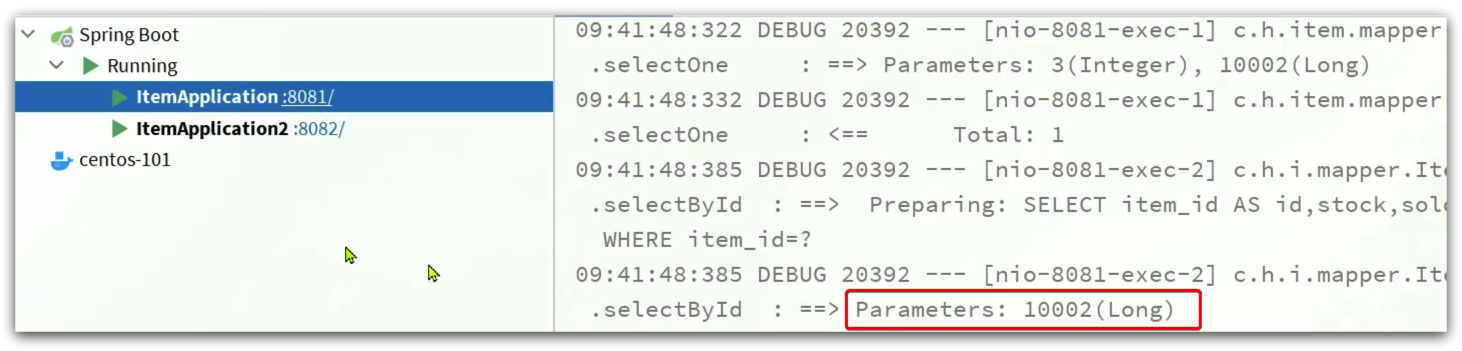 Spring Boot
Running
ItemApplication :8081/
ItemApplication2 :8082/
centos-101
09:41:48:322 DEBUG 20392 --- [nio-8081-exec-1] c.h.item.mapper
.selectOne : ==> Parameters: 3(Integer), 10002(Long)
09:41:48:332 DEBUG 20392 --- [nio-8081-exec-1] c.h.item.mapper
.selectOne : <== Total: 1
09:41:48:385 DEBUG 20392 --- [nio-8081-exec-2] c.h.i.mapper.Ite
.selectById : ==> Preparing: SELECT item_id AS id,stock,sold
WHERE item_id=?
09:41:48:385 DEBUG 20392 --- [nio-8081-exec-2] c.h.i.mapper.Ite
.selectById : ==> Parameters: 10002(Long)